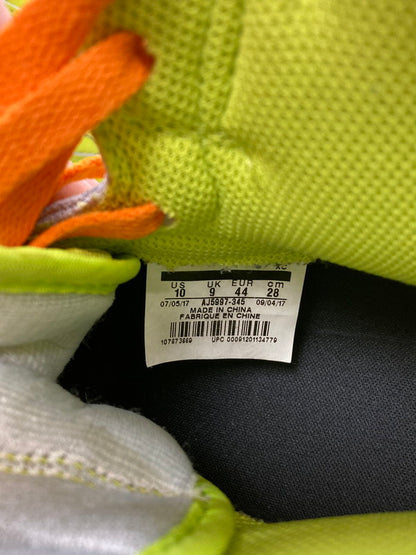 US UK EUR cm
10 9 44 28
07/05/17 AJ5997-345 09/04/17
MADE IN CHINA
FABRIQUE EN CHINE
107673669 UPC 00091201134779